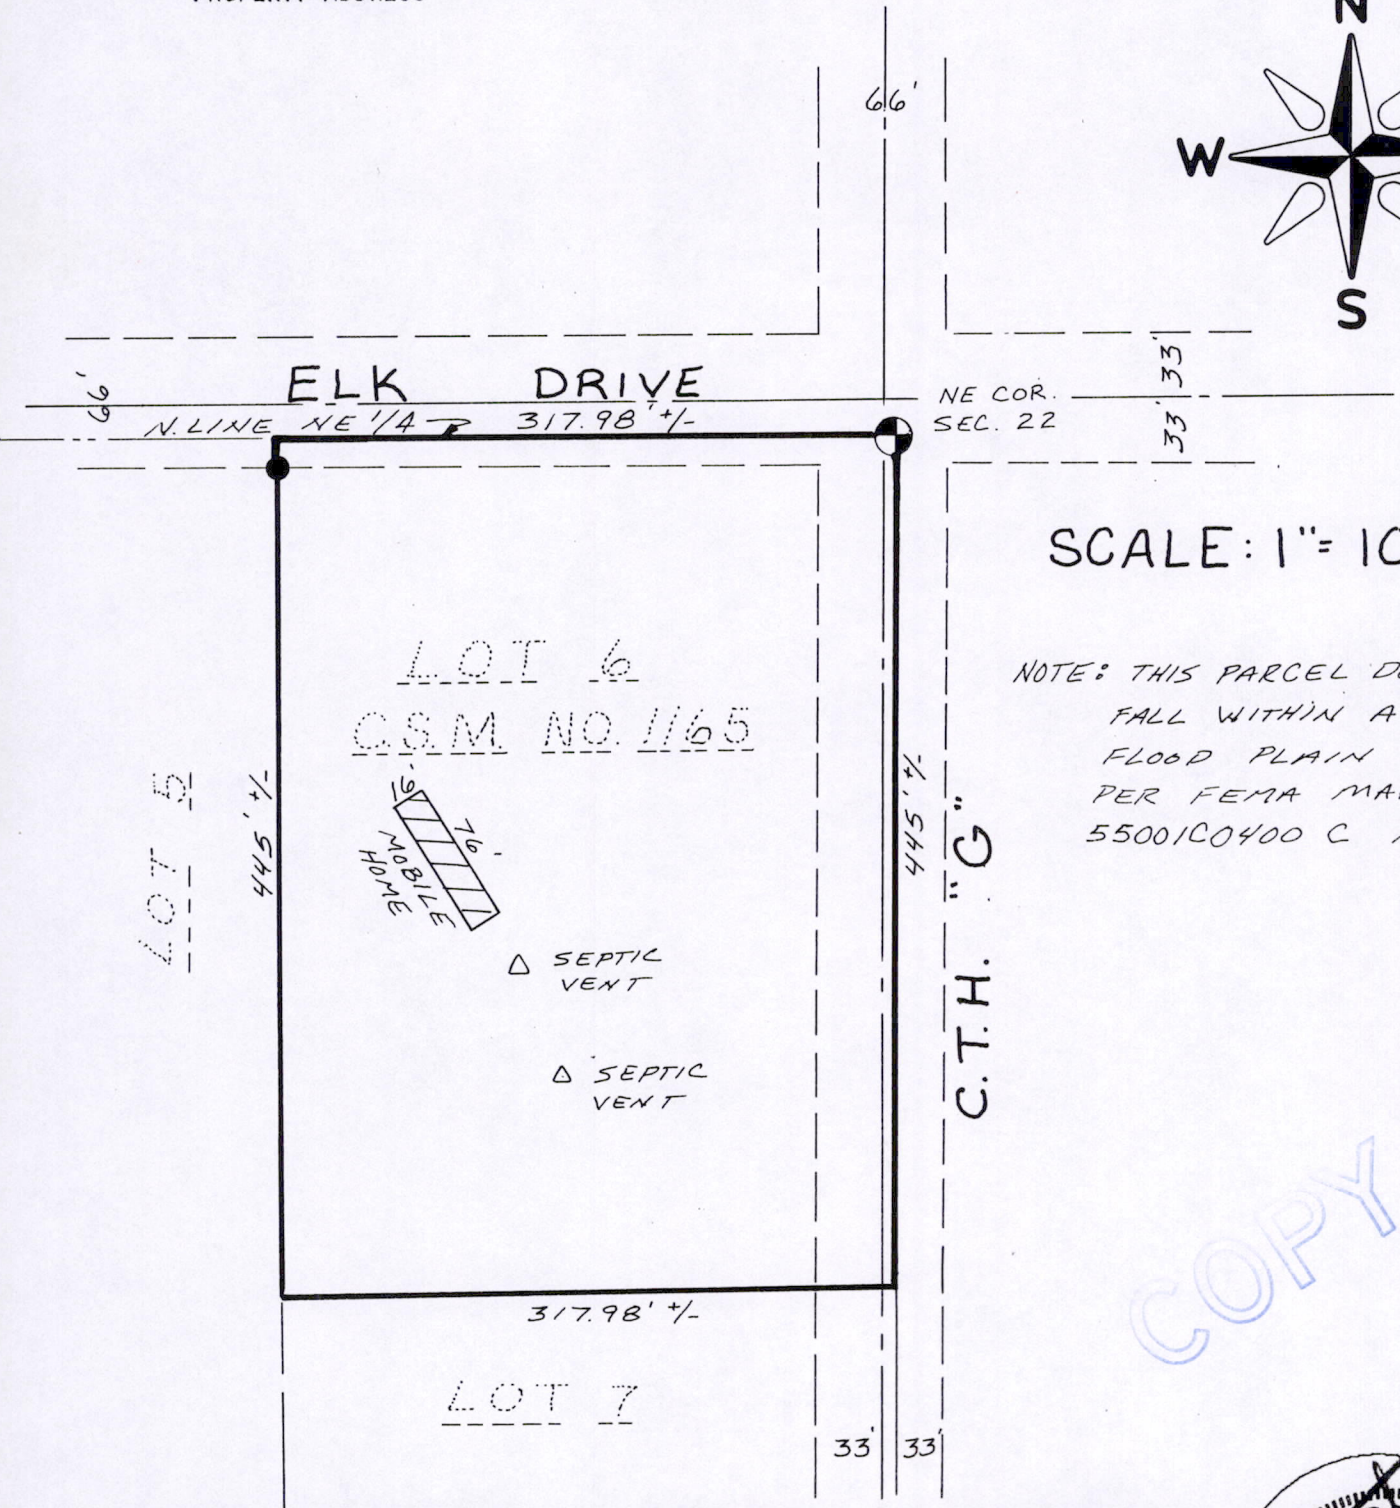 N
66'
W
S
ELK DRIVE
66'
N. LINE NE 1/4
317.98' +/-
NE COR.
SEC. 22
33'
33'
SCALE: 1"=
LOT 6
C.S.M. NO. 1165
NOTE: THIS PARCEL
FALL WITHIN A
FLOOD PLAIN
PER FEMA
55001C0400 C
LOT 5
445' +/-
16'
76'
MOBILE
HOME
445' +/-
C.T.H. "G"
SEPTIC
VENT
SEPTIC
VENT
317.98' +/-
LOT 7
33'
33'
COPY